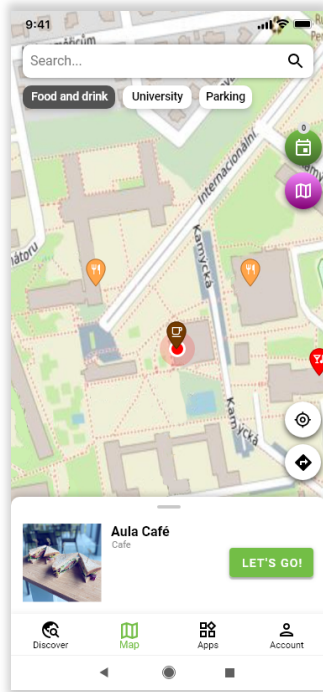 9:41
Search...
Food and drink
University
Parking
0
Internacionální
Kamýcká
Kamýcká
Aula Café
Cafe
LET'S GO!
Discover
Map
Apps
Account